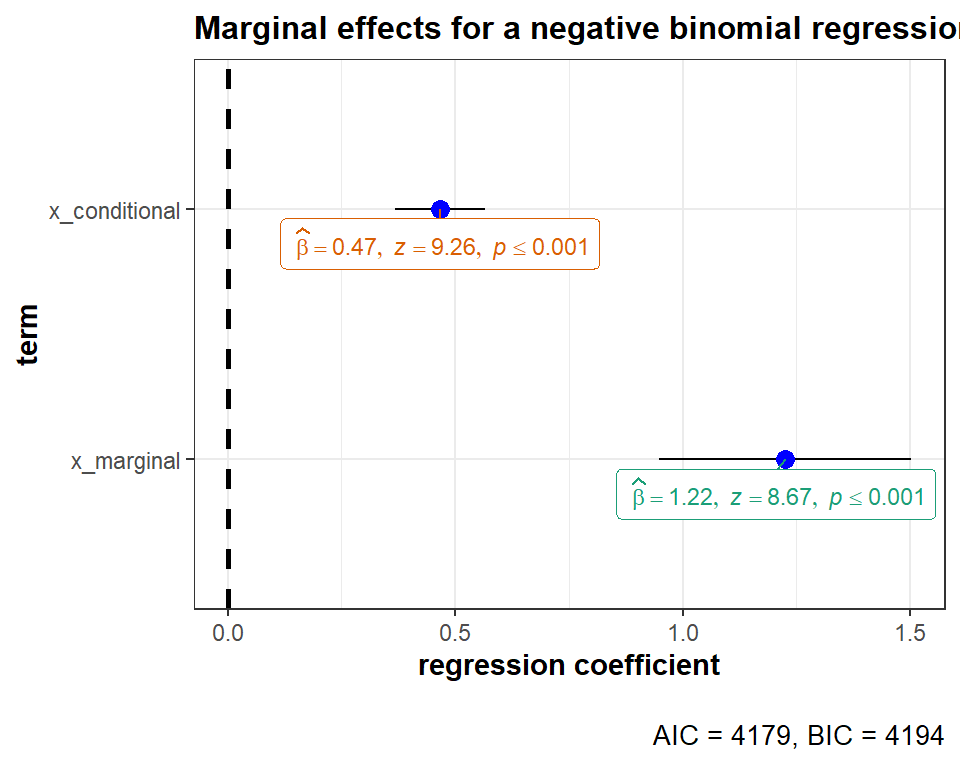 Marginal effects for a negative binomial regressio
x_conditional
β̂ = 0.47, z = 9.26, p ≤ 0.001
term
x_marginal
β̂ = 1.22, z = 8.67, p ≤ 0.001
0.0 0.5 1.0 1.5
regression coefficient
AIC = 4179, BIC = 4194